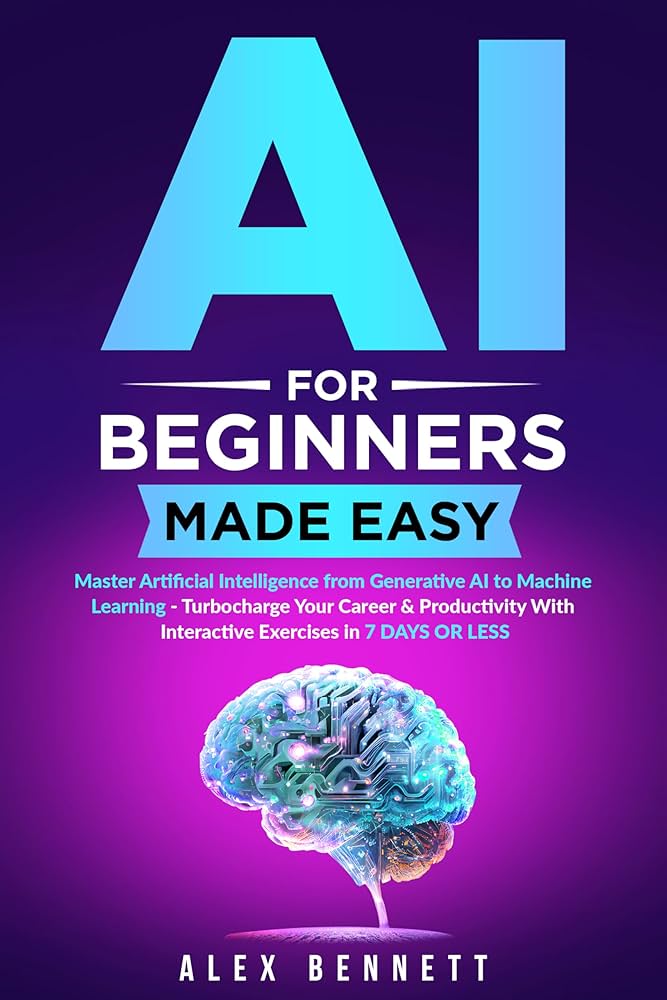 AI
FOR
BEGINNERS
MADE EASY
Master Artificial Intelligence from Generative AI to Machine
Learning - Turbocharge Your Career & Productivity With
Interactive Exercises in 7 DAYS OR LESS
ALEX BENNETT